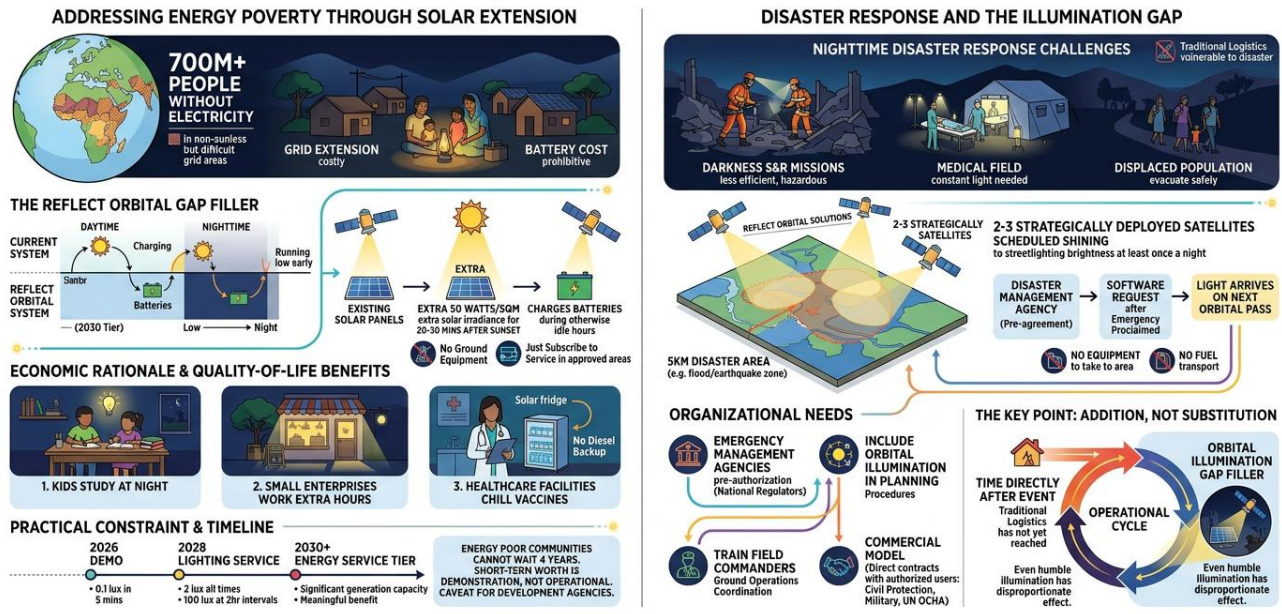 ADDRESSING ENERGY POVERTY THROUGH SOLAR EXTENSION
700M+
PEOPLE
WITHOUT
ELECTRICITY
in non-sunless
but difficult
grid areas
GRID EXTENSION
costty
BATTERY COST
prohlbitive
THE REFLECT ORBITAL GAP FILLER
DAYTIME
NIGHTTIME
CURRENT
SYSTEM
Charging
Running
low early
Sanbr
REFLECT
ORBITAL
SYSTEM
Batteries
— (2030 Tier)
Low
Night
EXISTING
SOLAR PANELS
EXTRA
EXTRA 50 WATTS/SQM
extra solar irradiance for
20-30 MINS AFTER SUNSET
CHARGES BATTERIES
during otherwise
idle hours
No Ground
Equipment
Just Subscribe to
Service in approved areas
ECONOMIC RATIONALE & QUALITY-OF-LIFE BENEFITS
1. KIDS STUDY AT NIGHT
2. SMALL ENTERPRISES
WORK EXTRA HOURS
Solar fridge
No Diesel
Backup
3. HEALTHCARE FACILITIES
CHILL VACCINES
PRACTICAL CONSTRAINT & TIMELINE
2026
DEMO
• 0.1 lux in
5 mins
2028
LIGHTING SERVICE
• 2 lux all times
• 100 lux at 2hr intervals
2030+
ENERGY SERVICE TIER
• Significant generation capacity
• Meaningful benefit
ENERGY POOR COMMUNITIES
CANNOT WAIT 4 YEARS.
SHORT-TERN WORTH IS
DEMONSTRATION, NOT OPERATIONAL.
CAVEAT FOR DEVELOPMENT AGENCIES.
DISASTER RESPONSE AND THE ILLUMINATION GAP
NIGHTTIME DISASTER RESPONSE CHALLENGES
Traditional Logistics
vainerable to disaster
DARKNESS S&R MISSIONS
less efficient, hazardous
MEDICAL FIELD
constant light needed
DISPLACED POPULATION
evacuate safely
REFLECT ORBITAL SOLUTIONS
2-3 STRATEGICALLY
SATELLITES
5KM DISASTER AREA
(e.g. flood/earthquake zone)
2-3 STRATEGICALLY DEPLOYED SATELLITES
SCHEDULED SHINING
to streetlighting brightness at least once a night
DISASTER
MANAGEMENT
AGENCY
(Pre-agreement)
SOFTWARE
REQUEST
after
Emergency
Prociaimed
LIGHT ARRIVES
ON NEXT
ORBITAL PASS
NO EQUIPMENT
to take to area
NO FUEL
transport
ORGANIZATIONAL NEEDS
EMERGENCY
MANAGEMENT
AGENCIES
pre-authorization
(National Regulators)
INCLUDE
ORBITAL
ILLUMINATION
IN PLANNING
Procedures
TRAIN FIELD
COMMANDERS
Ground Operations
Coordination
COMMERCIAL
MODEL
(Direct contracts
with authorized users:
Civil Protection,
Military, UN OCHA)
THE KEY POINT: ADDITION, NOT SUBSTITUTION
TIME DIRECTLY
AFTER EVENT
Traditional
Logistics
has not yet
reached
Even humble
illumination has
disproportionate
effect.
OPERATIONAL
CYCLE
ORBITAL
ILLUMINATION
GAP FILLER
Even humble
Illumination has
disproportionate
effect.